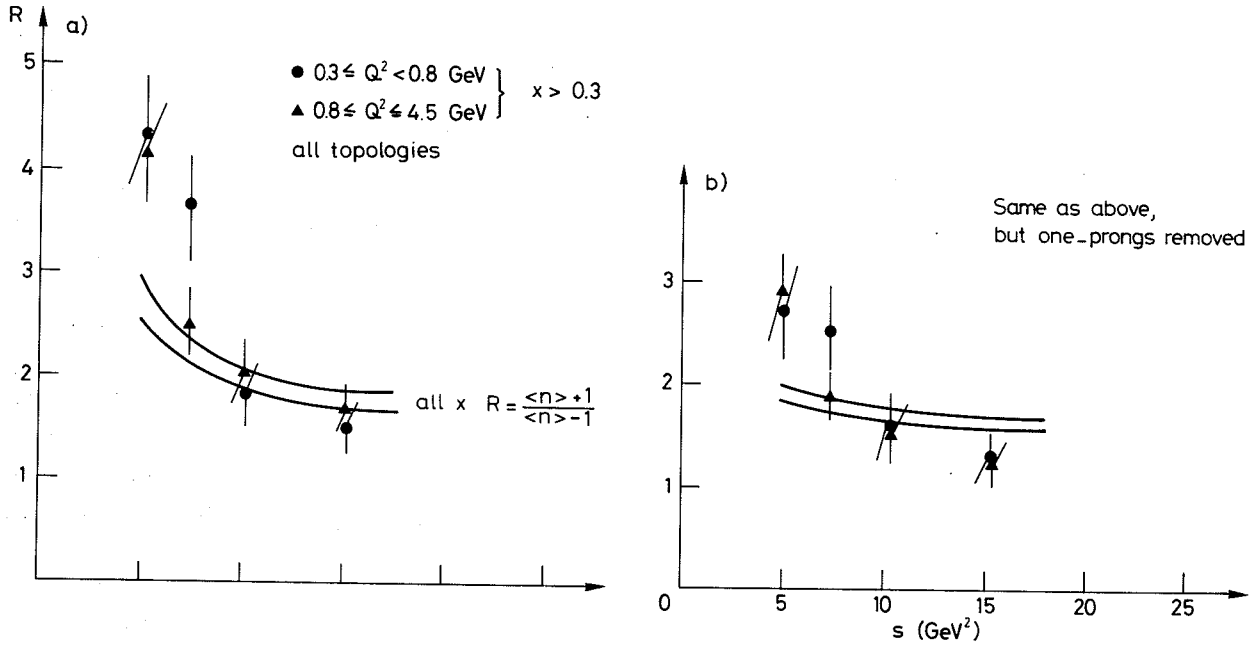 R
a)
5
4
3
2
1
● 0.3 ≤ Q² < 0.8 GeV
▲ 0.8 ≤ Q² ≤ 4.5 GeV
} x > 0.3
all topologies
all x R = <n> +1 / <n> -1
b)
Same as above,
but one-prongs removed
3
2
1
0 5 10 15 20 25
s (GeV²)